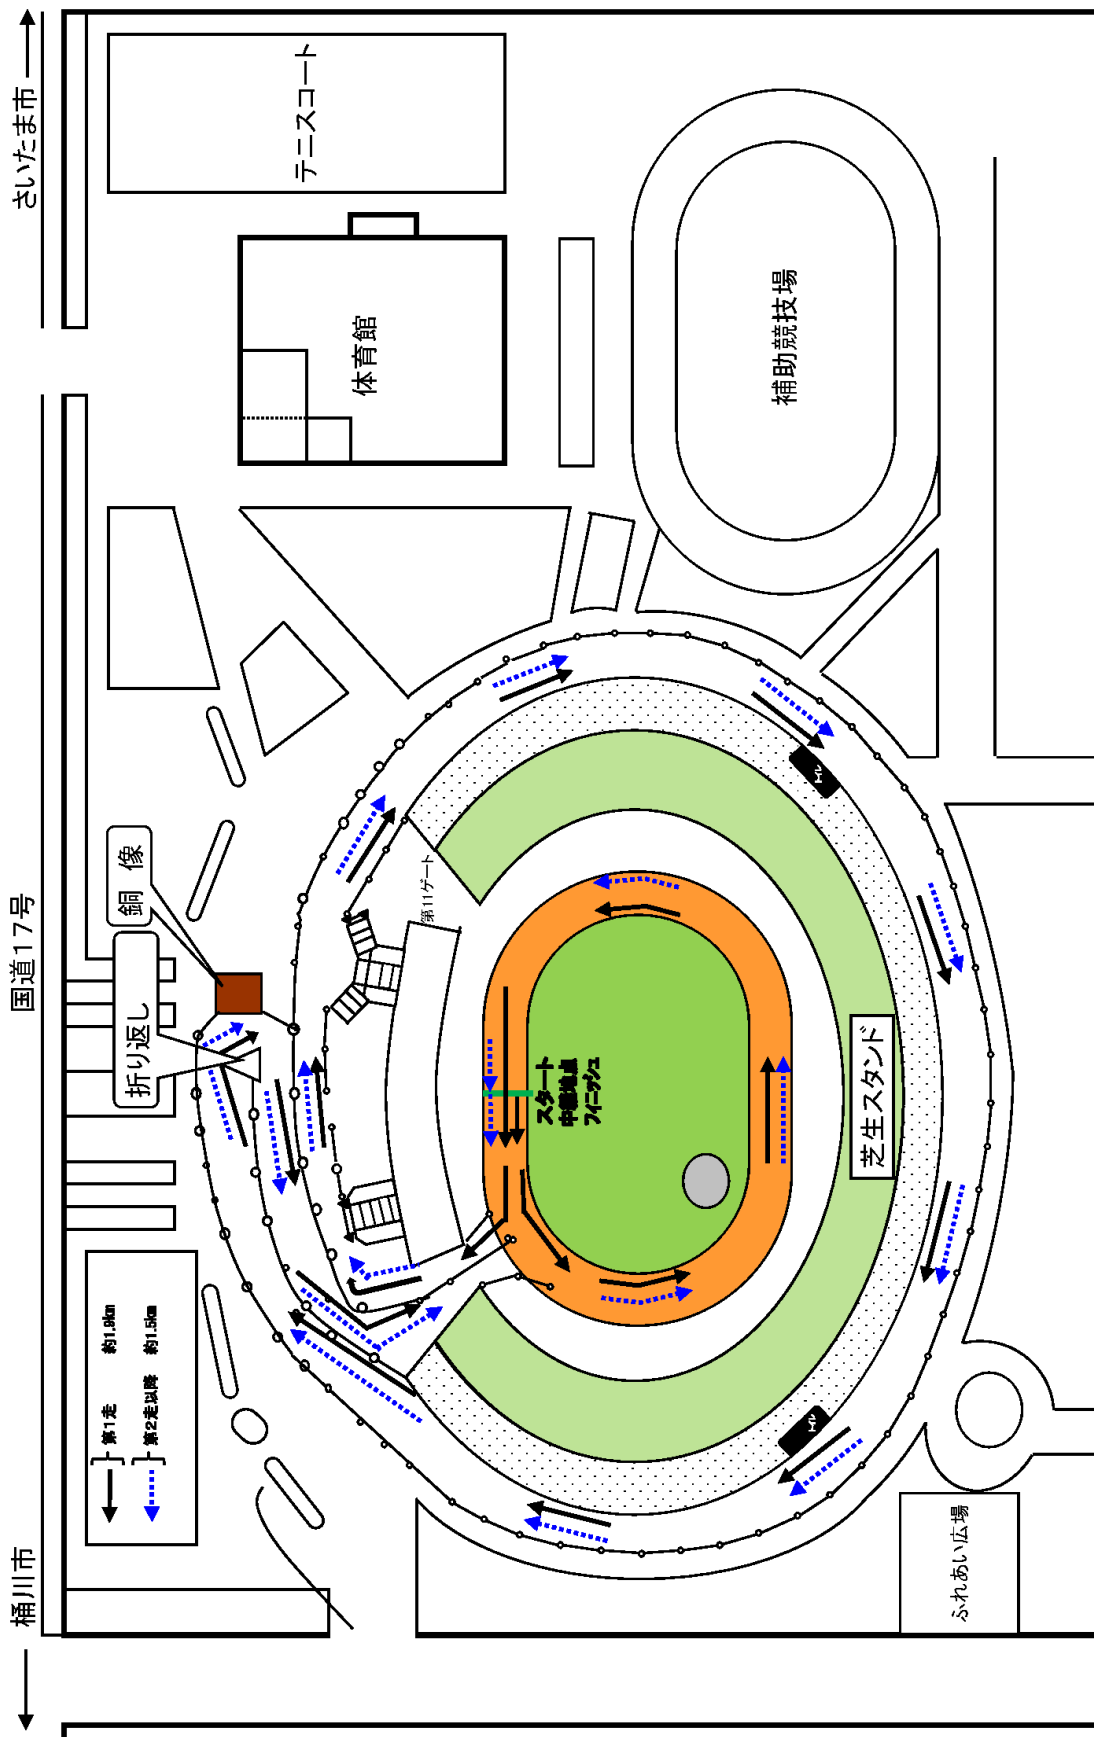 桶川市
国道17号
さいたま市
第1走 約1.9km
第2走以降 約1.5km
折り返し
銅 像
テニスコート
体育館
補助競技場
第11ゲート
スタート
中継地点
フィニッシュ
芝生スタンド
ふれあい広場